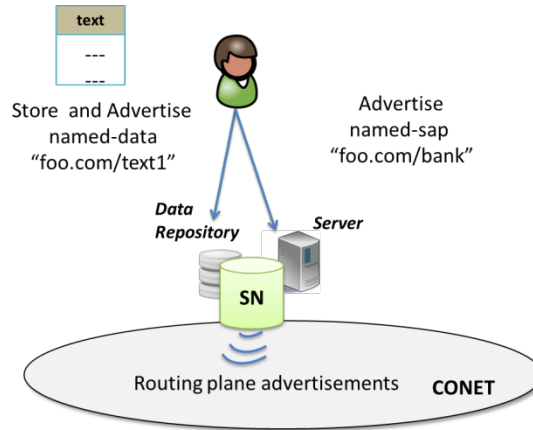 text
---
---
Store and Advertise
named-data
“foo.com/text1”
Advertise
named-sap
“foo.com/bank”
Data
Repository
Server
SN
Routing plane advertisements
CONET